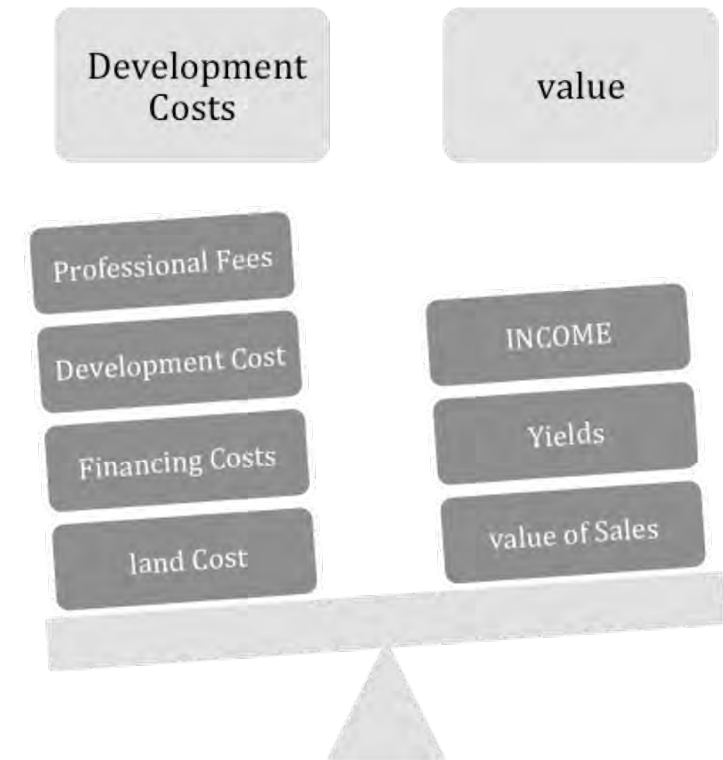 Development
Costs
value
Professional Fees
Development Cost
Financing Costs
land Cost
INCOME
Yields
value of Sales